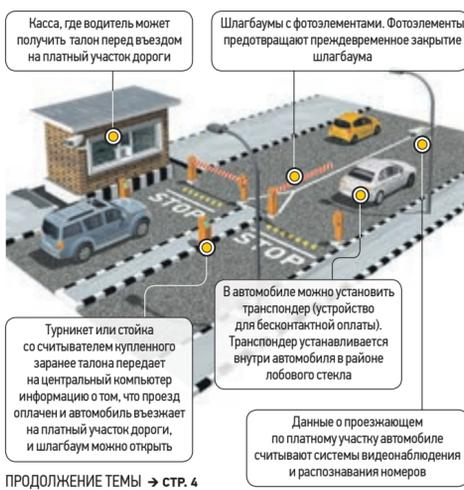 Касса, где водитель может
получить талон перед въездом
на платный участок дороги
Шлагбаумы с фотоэлементами. Фотоэлементы
предотвращают преждевременное закрытие
шлагбаума
STOP
STOP
В автомобиле можно установить
транспондер (устройство
для бесконтактной оплаты).
Транспондер устанавливается
внутри автомобиля в районе
лобового стекла
Турникет или стойка
со считывателем купленного
заранее талона передает
на центральный компьютер
информацию о том, что проезд
оплачен и автомобиль въезжает
на платный участок дороги,
и шлагбаум можно открыть
Данные о проезжающем
по платному участку автомобиле
считывают системы видеонаблюдения
и распознавания номеров
ПРОДОЛЖЕНИЕ ТЕМЫ → СТР. 4